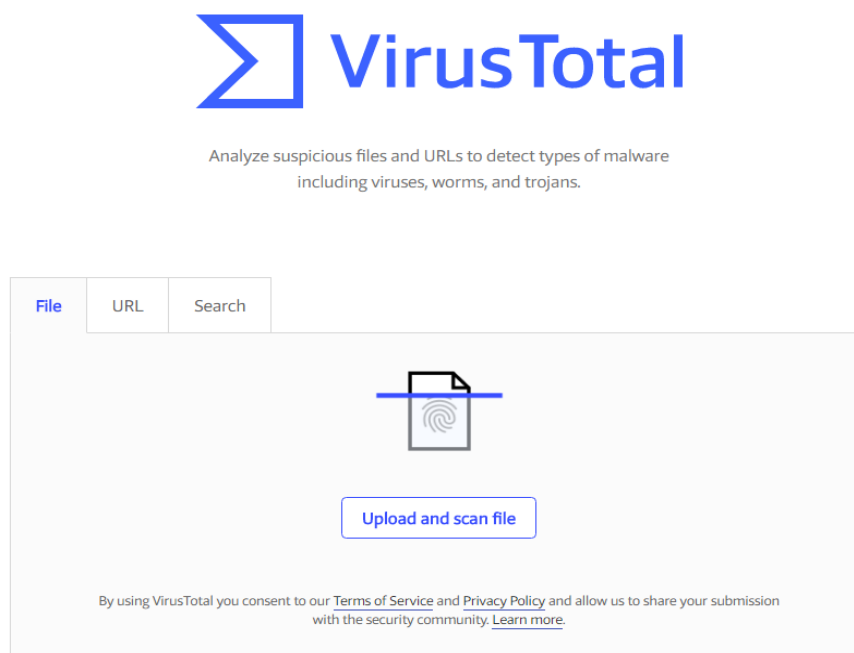 VirusTotal
Analyze suspicious files and URLs to detect types of malware
including viruses, worms, and trojans.
File
URL
Search
Upload and scan file
By using VirusTotal you consent to our Terms of Service and Privacy Policy and allow us to share your submission
with the security community. Learn more.